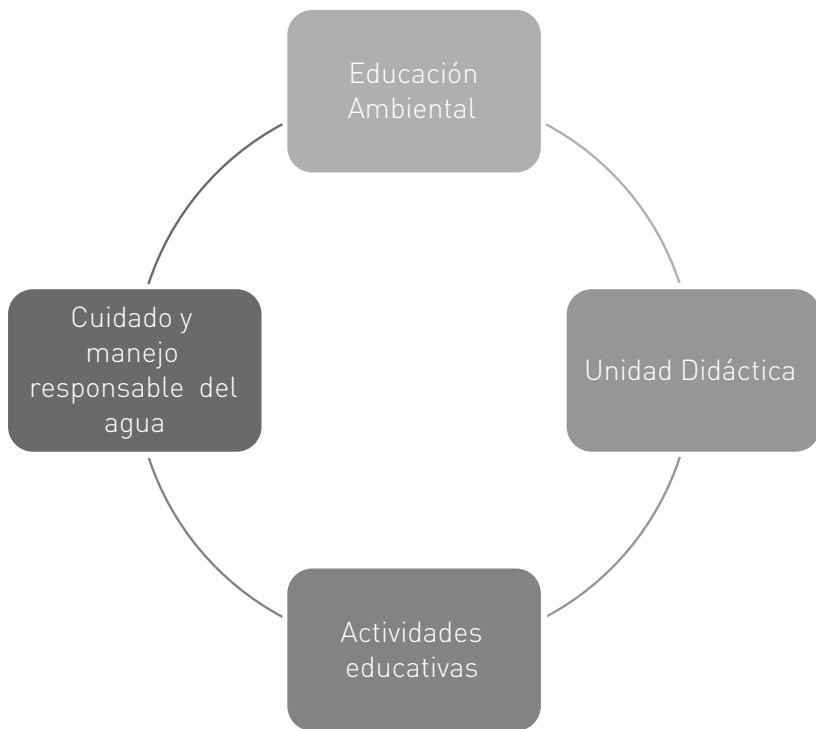 Educación
Ambiental
Cuidado y
manejo
responsable  del
agua
Unidad Didáctica
Actividades
educativas